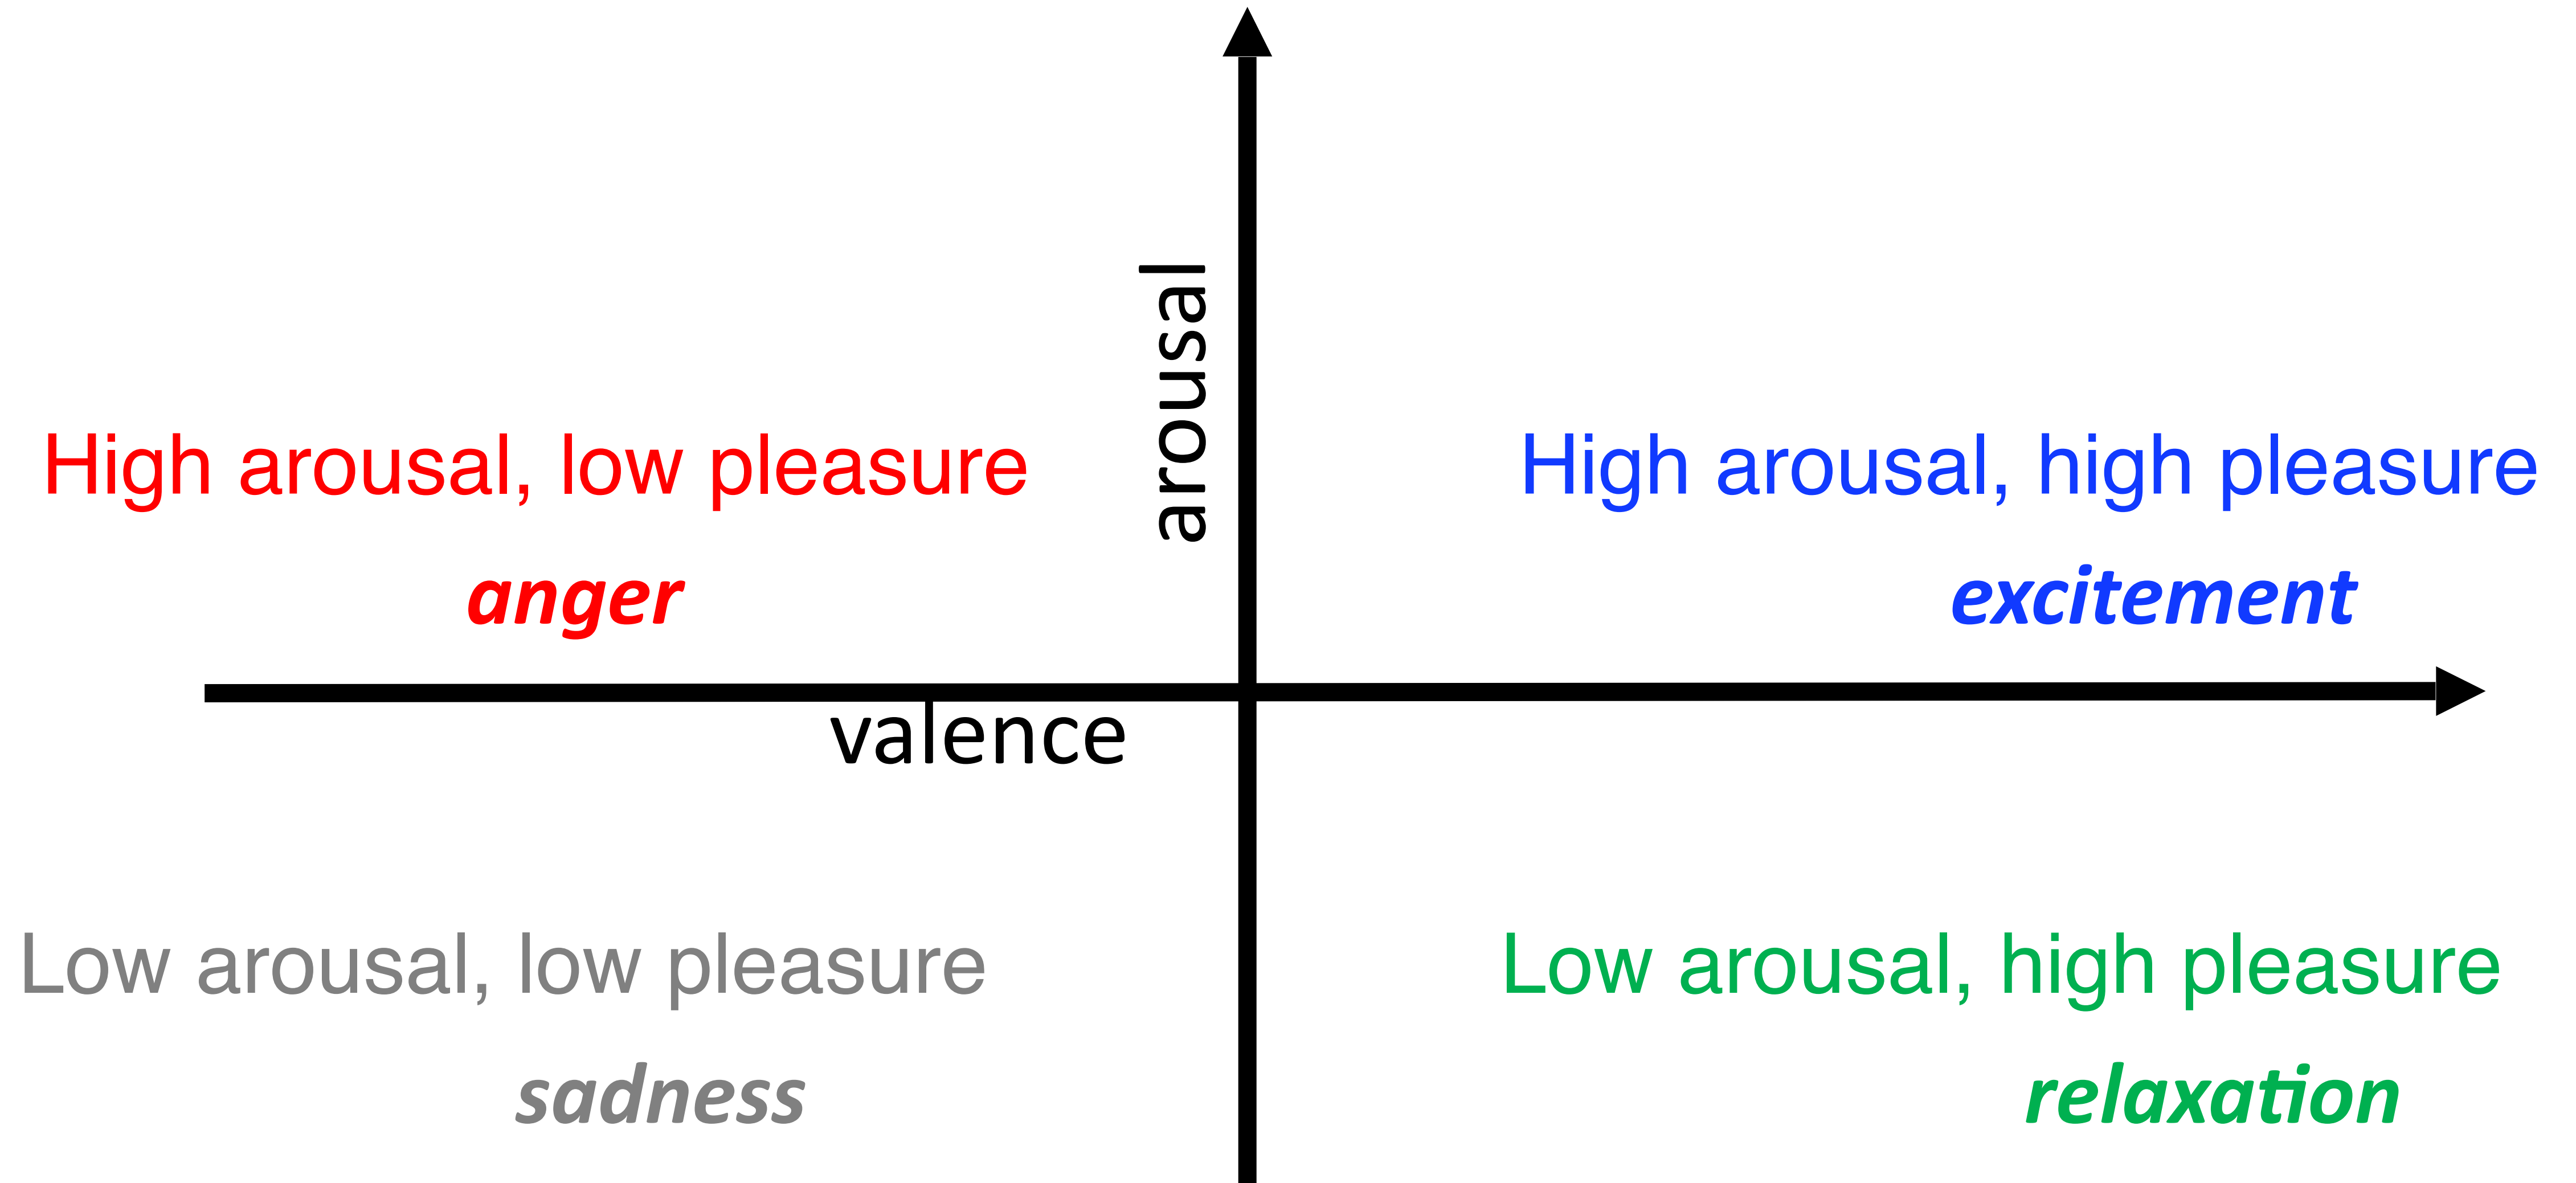 arousal
High arousal, low pleasure
anger
High arousal, high pleasure
excitement
valence
Low arousal, low pleasure
sadness
Low arousal, high pleasure
relaxation